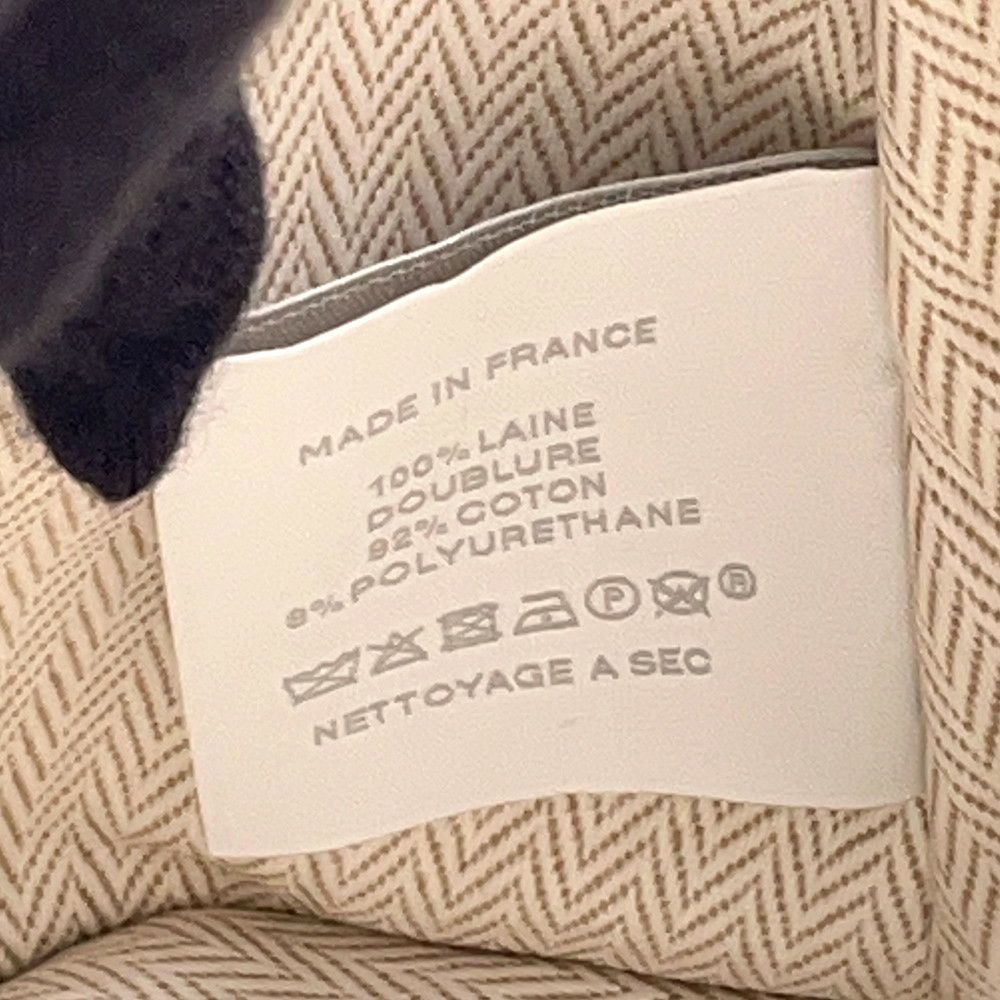 MADE IN FRANCE
100% LAINE
DOUBLURE
92% COTON
8% POLYURETHANE
P W ®
NETTOYAGE A SEC